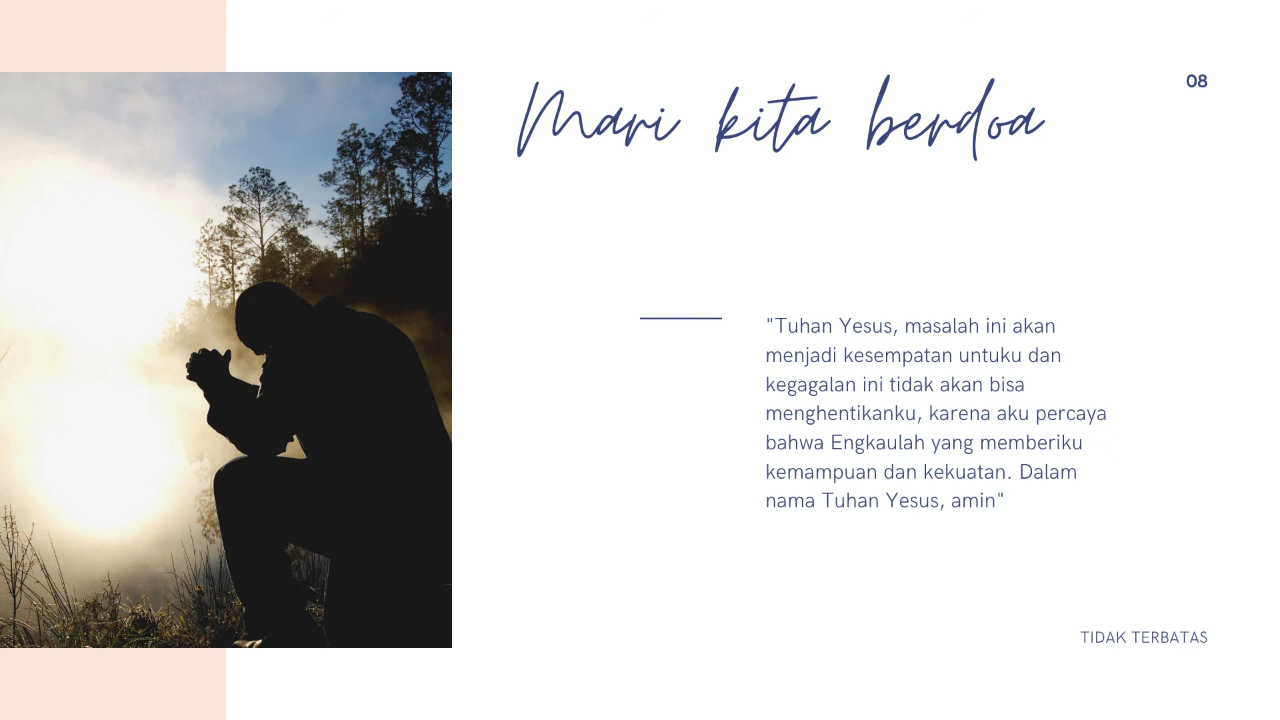 Mari kita berdoa
08
"Tuhan Yesus, masalah ini akan
menjadi kesempatan untuku dan
kegagalan ini tidak akan bisa
menghentikanku, karena aku percaya
bahwa Engkaulah yang memberiku
kemampuan dan kekuatan. Dalam
nama Tuhan Yesus, amin"
TIDAK TERBATAS